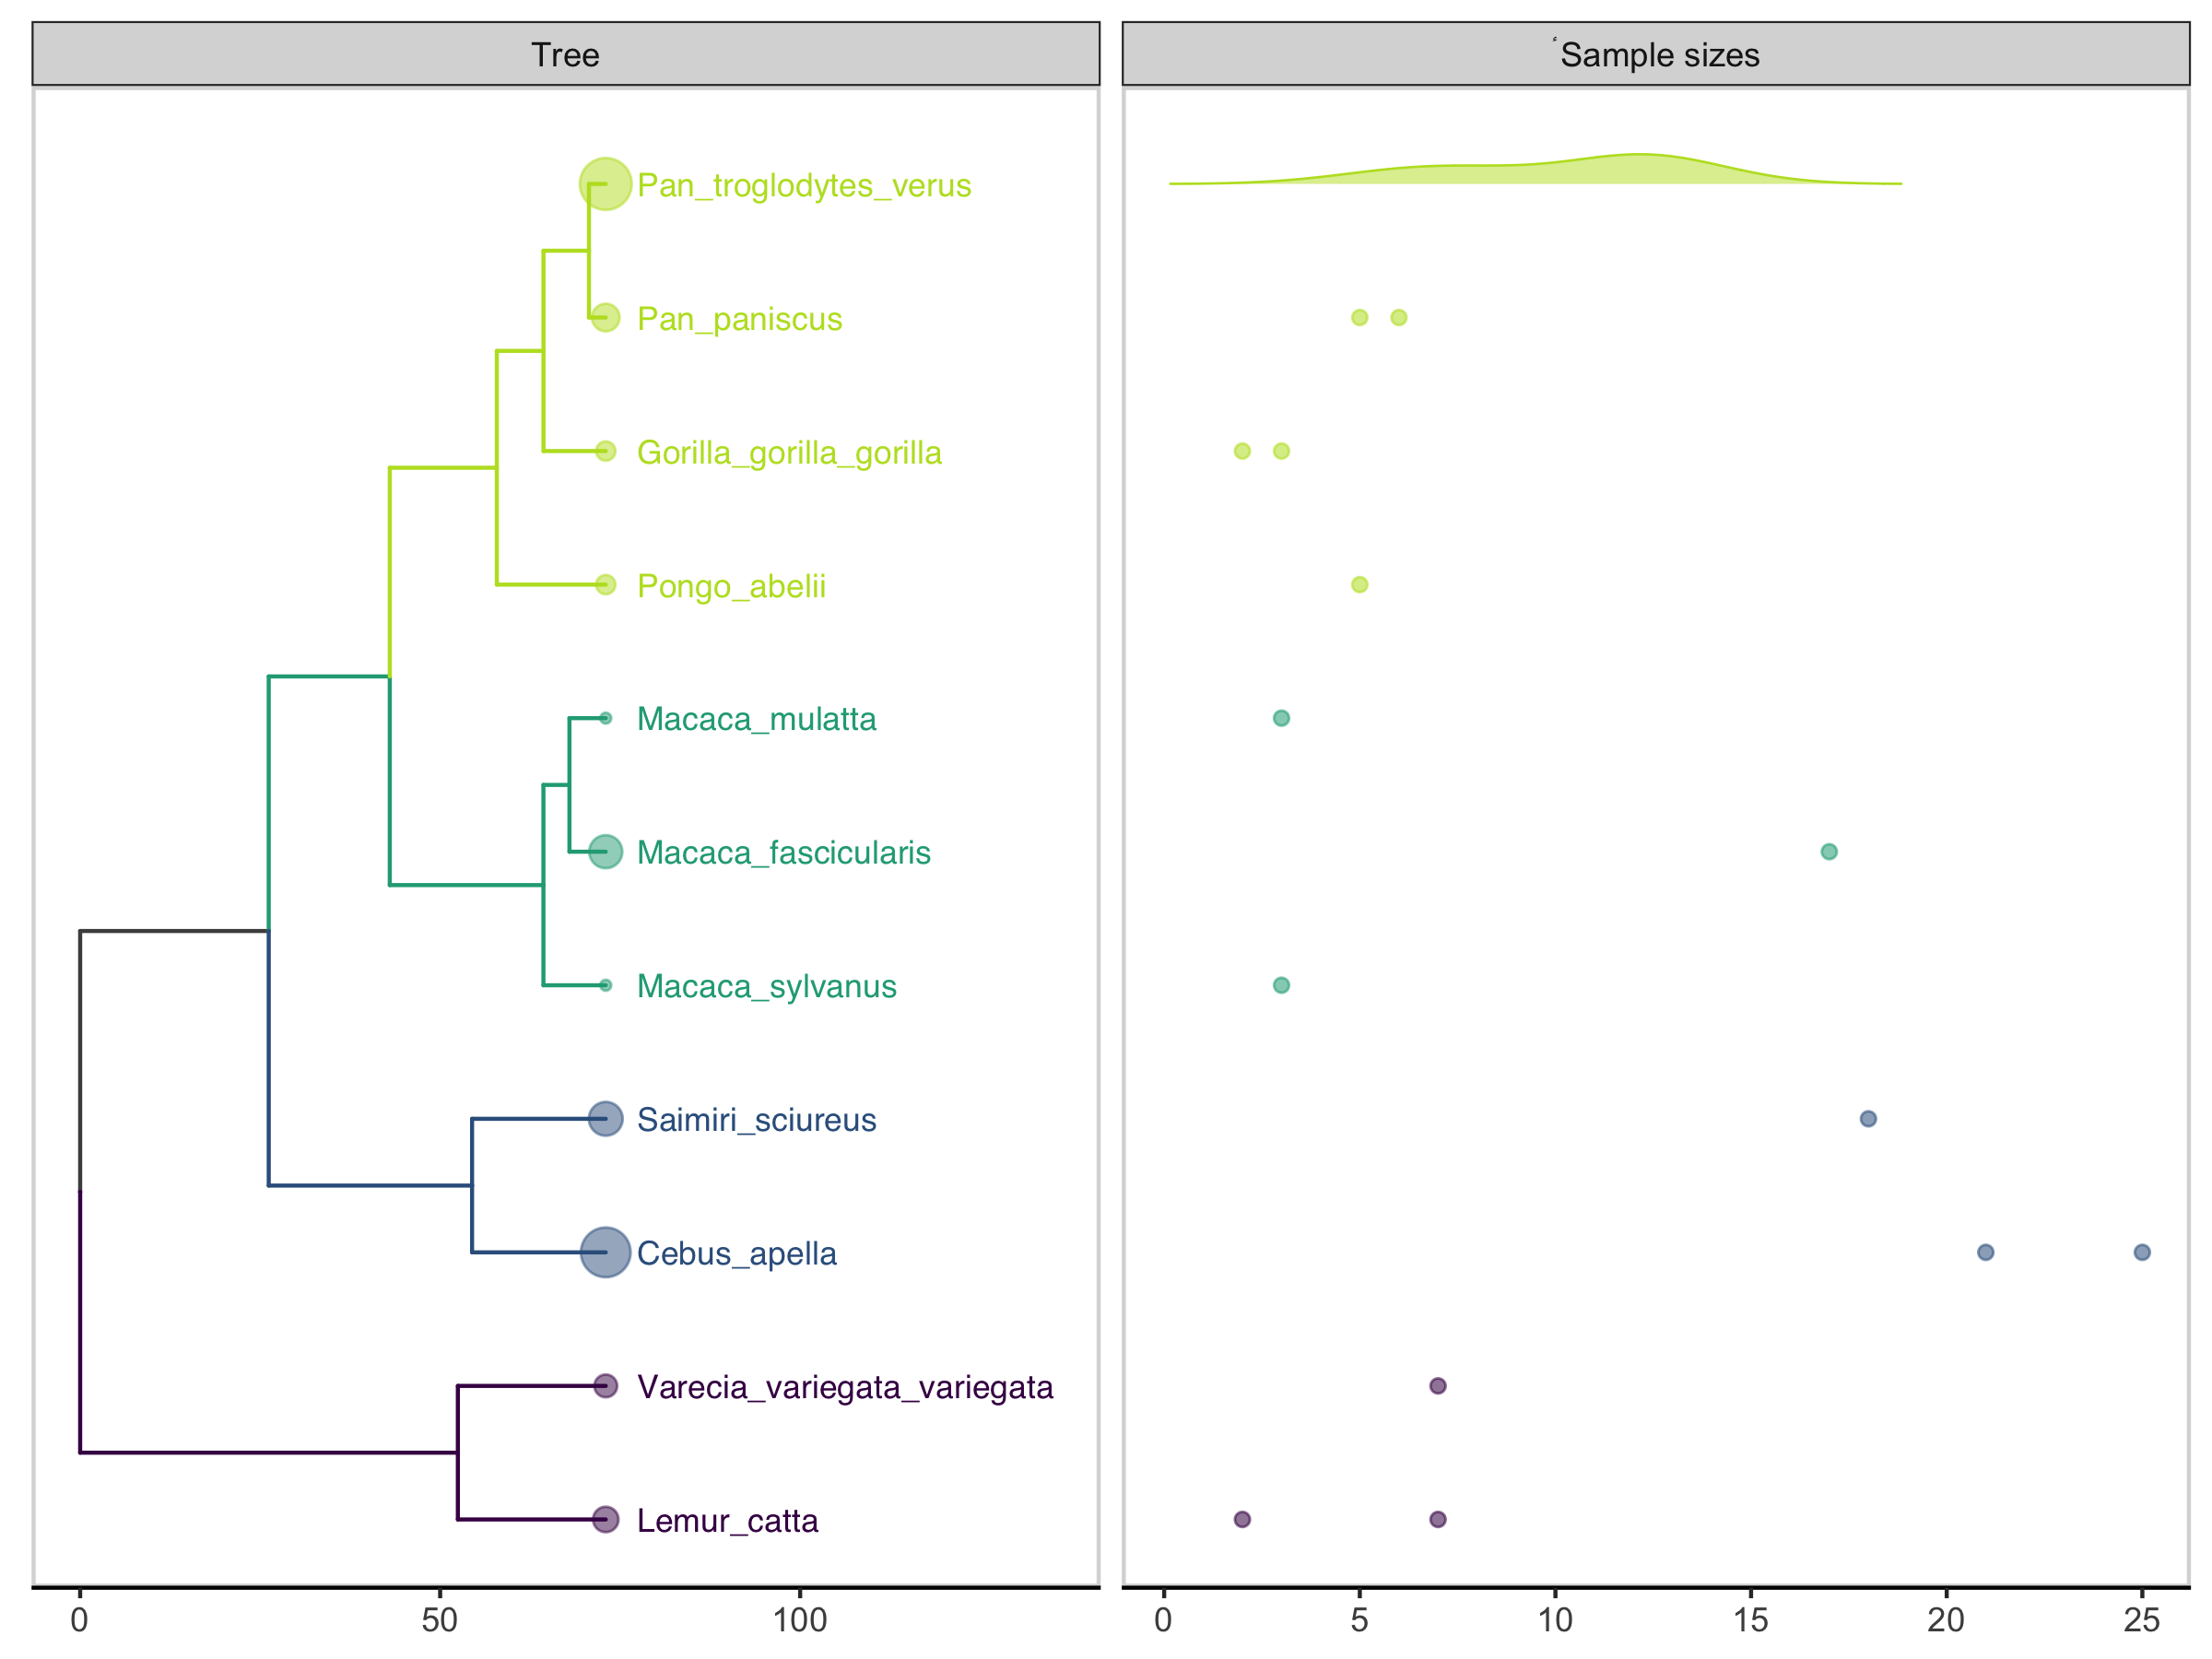 Tree
Sample sizes
Pan_troglodytes_verus
Pan_paniscus
Gorilla_gorilla_gorilla
Pongo_abelii
Macaca_mulatta
Macaca_fascicularis
Macaca_sylvanus
Saimiri_sciureus
Cebus_apella
Varecia_variegata_variegata
Lemur_catta
0 50 100
0 5 10 15 20 25